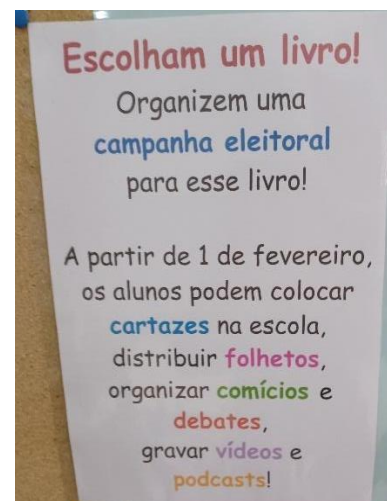 Escolham um livro!
Organizem uma
campanha eleitoral
para esse livro!
A partir de 1 de fevereiro,
os alunos podem colocar
cartazes na escola,
distribuir folhetos,
organizar comícios e
debates,
gravar vídeos e
podcasts!